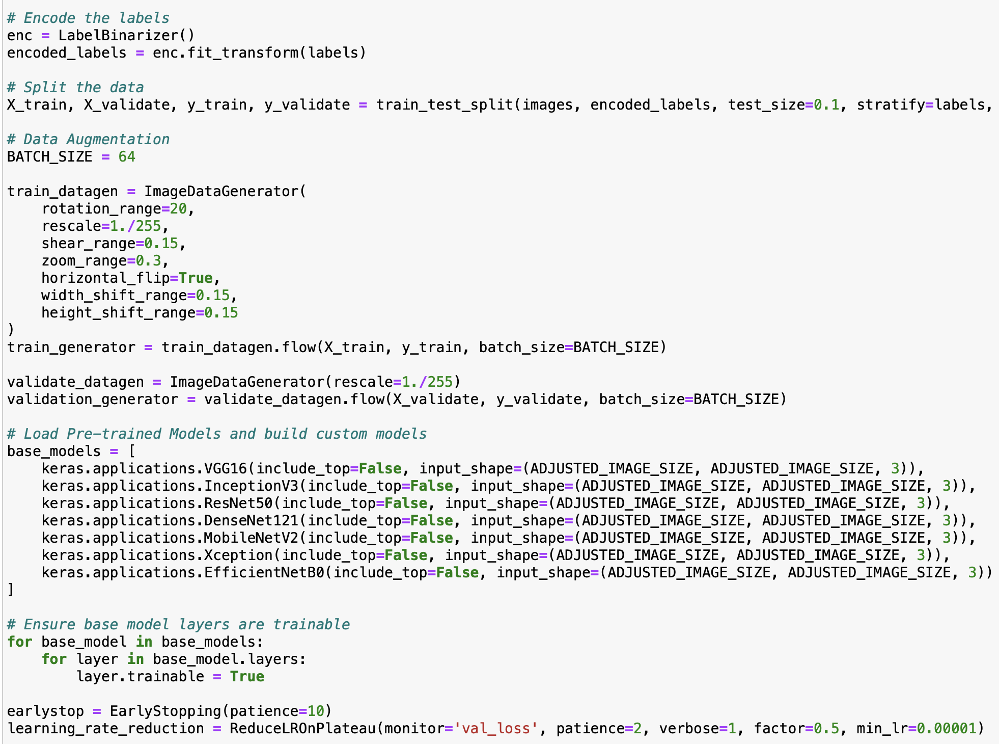 # Encode the labels
enc = LabelBinarizer()
encoded_labels = enc.fit_transform(labels)
# Split the data
X_train, X_validate, y_train, y_validate = train_test_split(images, encoded_labels, test_size=0.1, stratify=labels,
# Data Augmentation
BATCH_SIZE = 64
train_datagen = ImageDataGenerator(
    rotation_range=20,
    rescale=1./255,
    shear_range=0.15,
    zoom_range=0.3,
    horizontal_flip=True,
    width_shift_range=0.15,
    height_shift_range=0.15
)
train_generator = train_datagen.flow(X_train, y_train, batch_size=BATCH_SIZE)
validate_datagen = ImageDataGenerator(rescale=1./255)
validation_generator = validate_datagen.flow(X_validate, y_validate, batch_size=BATCH_SIZE)
# Load Pre-trained Models and build custom models
base_models = [
    keras.applications.VGG16(include_top=False, input_shape=(ADJUSTED_IMAGE_SIZE, ADJUSTED_IMAGE_SIZE, 3)),
    keras.applications.InceptionV3(include_top=False, input_shape=(ADJUSTED_IMAGE_SIZE, ADJUSTED_IMAGE_SIZE, 3)),
    keras.applications.ResNet50(include_top=False, input_shape=(ADJUSTED_IMAGE_SIZE, ADJUSTED_IMAGE_SIZE, 3)),
    keras.applications.DenseNet121(include_top=False, input_shape=(ADJUSTED_IMAGE_SIZE, ADJUSTED_IMAGE_SIZE, 3)),
    keras.applications.MobileNetV2(include_top=False, input_shape=(ADJUSTED_IMAGE_SIZE, ADJUSTED_IMAGE_SIZE, 3)),
    keras.applications.Xception(include_top=False, input_shape=(ADJUSTED_IMAGE_SIZE, ADJUSTED_IMAGE_SIZE, 3)),
    keras.applications.EfficientNetB0(include_top=False, input_shape=(ADJUSTED_IMAGE_SIZE, ADJUSTED_IMAGE_SIZE, 3))
]
# Ensure base model layers are trainable
for base_model in base_models:
    for layer in base_model.layers:
        layer.trainable = True
earlystop = EarlyStopping(patience=10)
learning_rate_reduction = ReduceLROnPlateau(monitor='val_loss', patience=2, verbose=1, factor=0.5, min_lr=0.00001)